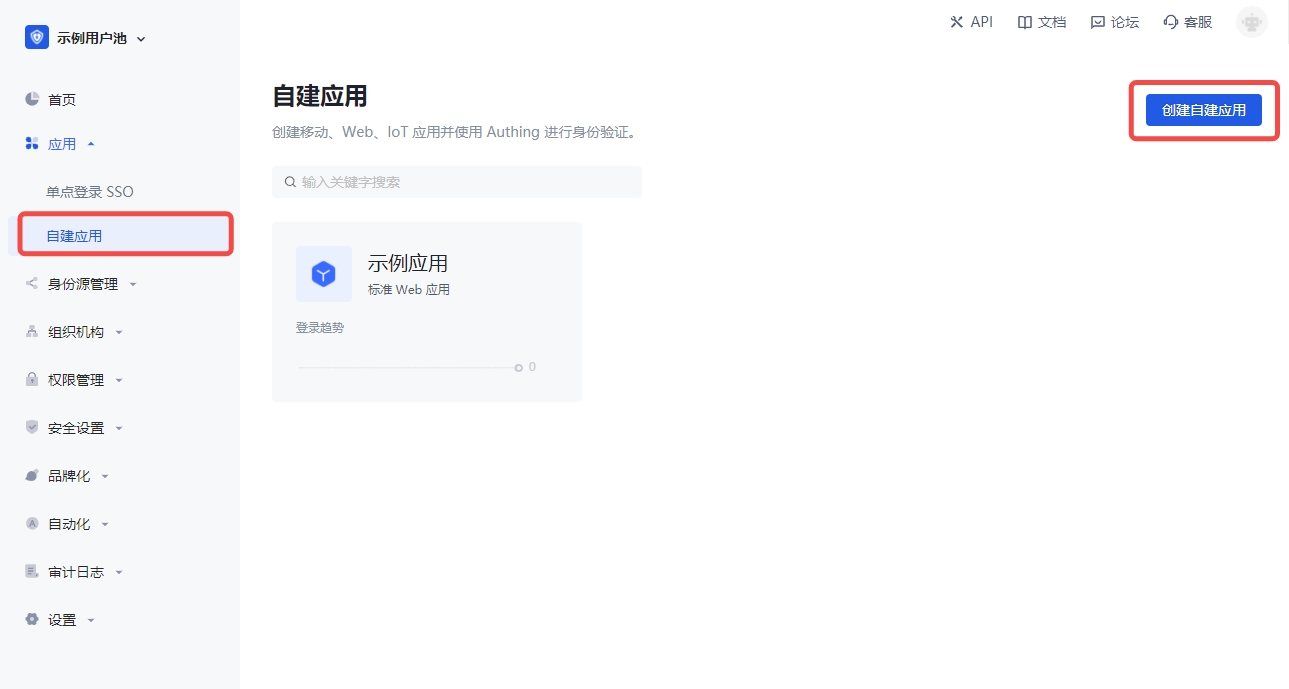 示例用户池
API
文档
论坛
客服
首页
应用
单点登录 SSO
自建应用
身份源管理
组织机构
权限管理
安全设置
品牌化
自动化
审计日志
设置
自建应用
创建移动、Web、IoT 应用并使用 Authing 进行身份验证。
创建自建应用
输入关键字搜索
示例应用
标准 Web 应用
登录趋势
0